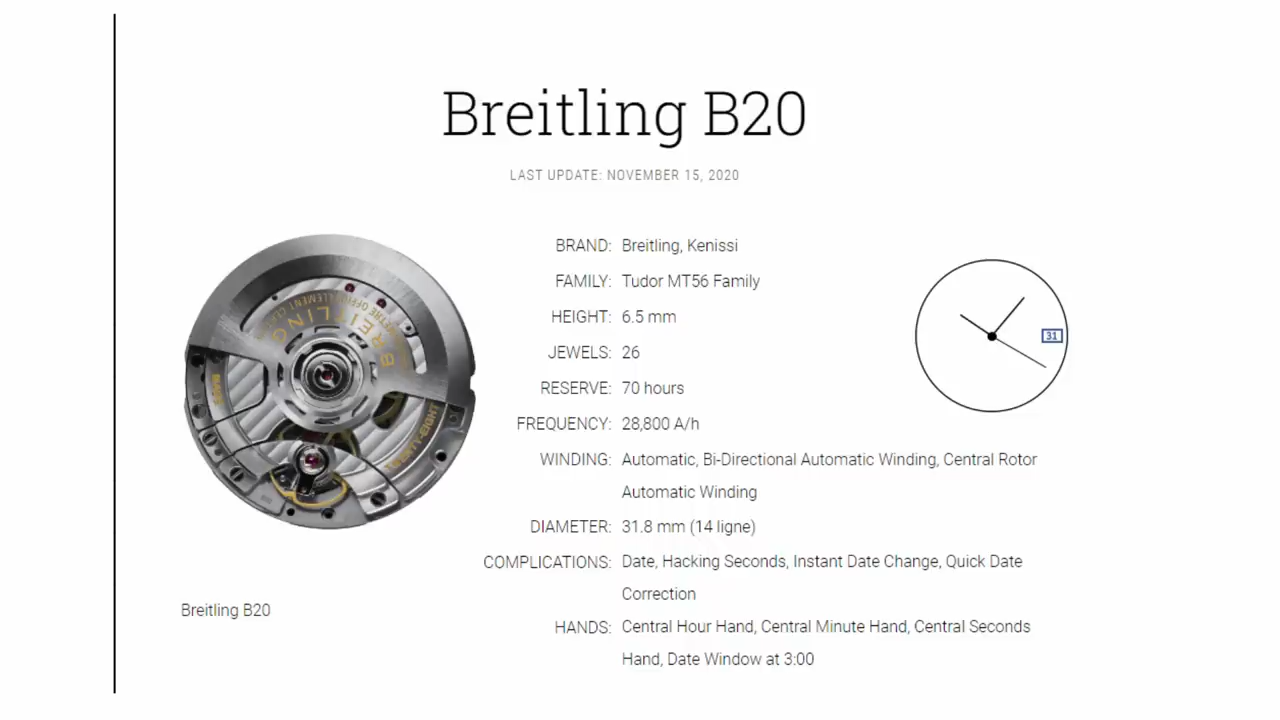 Breitling B20
LAST UPDATE: NOVEMBER 15, 2020
BREITLING
TWENTY-EIGHT
BRAND: Breitling, Kenissi
FAMILY: Tudor MT56 Family
HEIGHT: 6.5 mm
JEWELS: 26
RESERVE: 70 hours
FREQUENCY: 28,800 A/h
WINDING: Automatic, Bi-Directional Automatic Winding, Central Rotor
Automatic Winding
DIAMETER: 31.8 mm (14 ligne)
COMPLICATIONS: Date, Hacking Seconds, Instant Date Change, Quick Date
Correction
HANDS: Central Hour Hand, Central Minute Hand, Central Seconds
Hand, Date Window at 3:00
31
Breitling B20